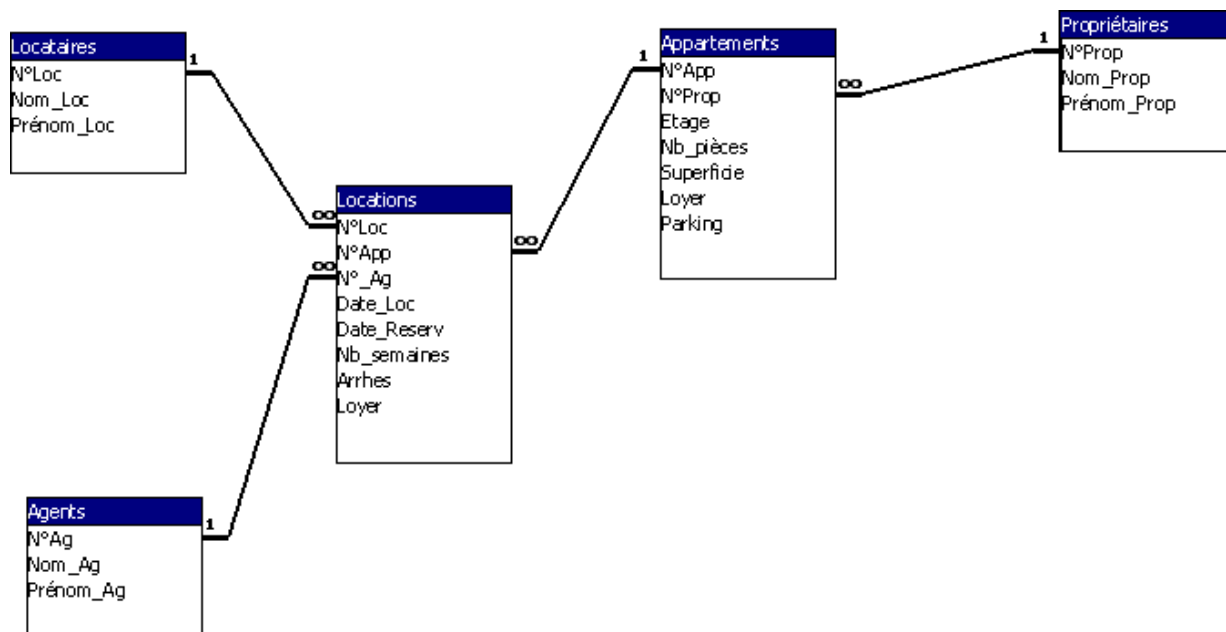 Locataires
N°Loc
Nom_Loc
Prénom_Loc
1
∞
∞
Locations
N°Loc
N°App
N°_Ag
Date_Loc
Date_Reserv
Nb_semaines
Arrhes
Loyer
∞
1
Appartements
N°App
N°Prop
Etage
Nb_pièces
Superficie
Loyer
Parking
∞
1
Propriétaires
N°Prop
Nom_Prop
Prénom_Prop
Agents
N°Ag
Nom_Ag
Prénom_Ag
1